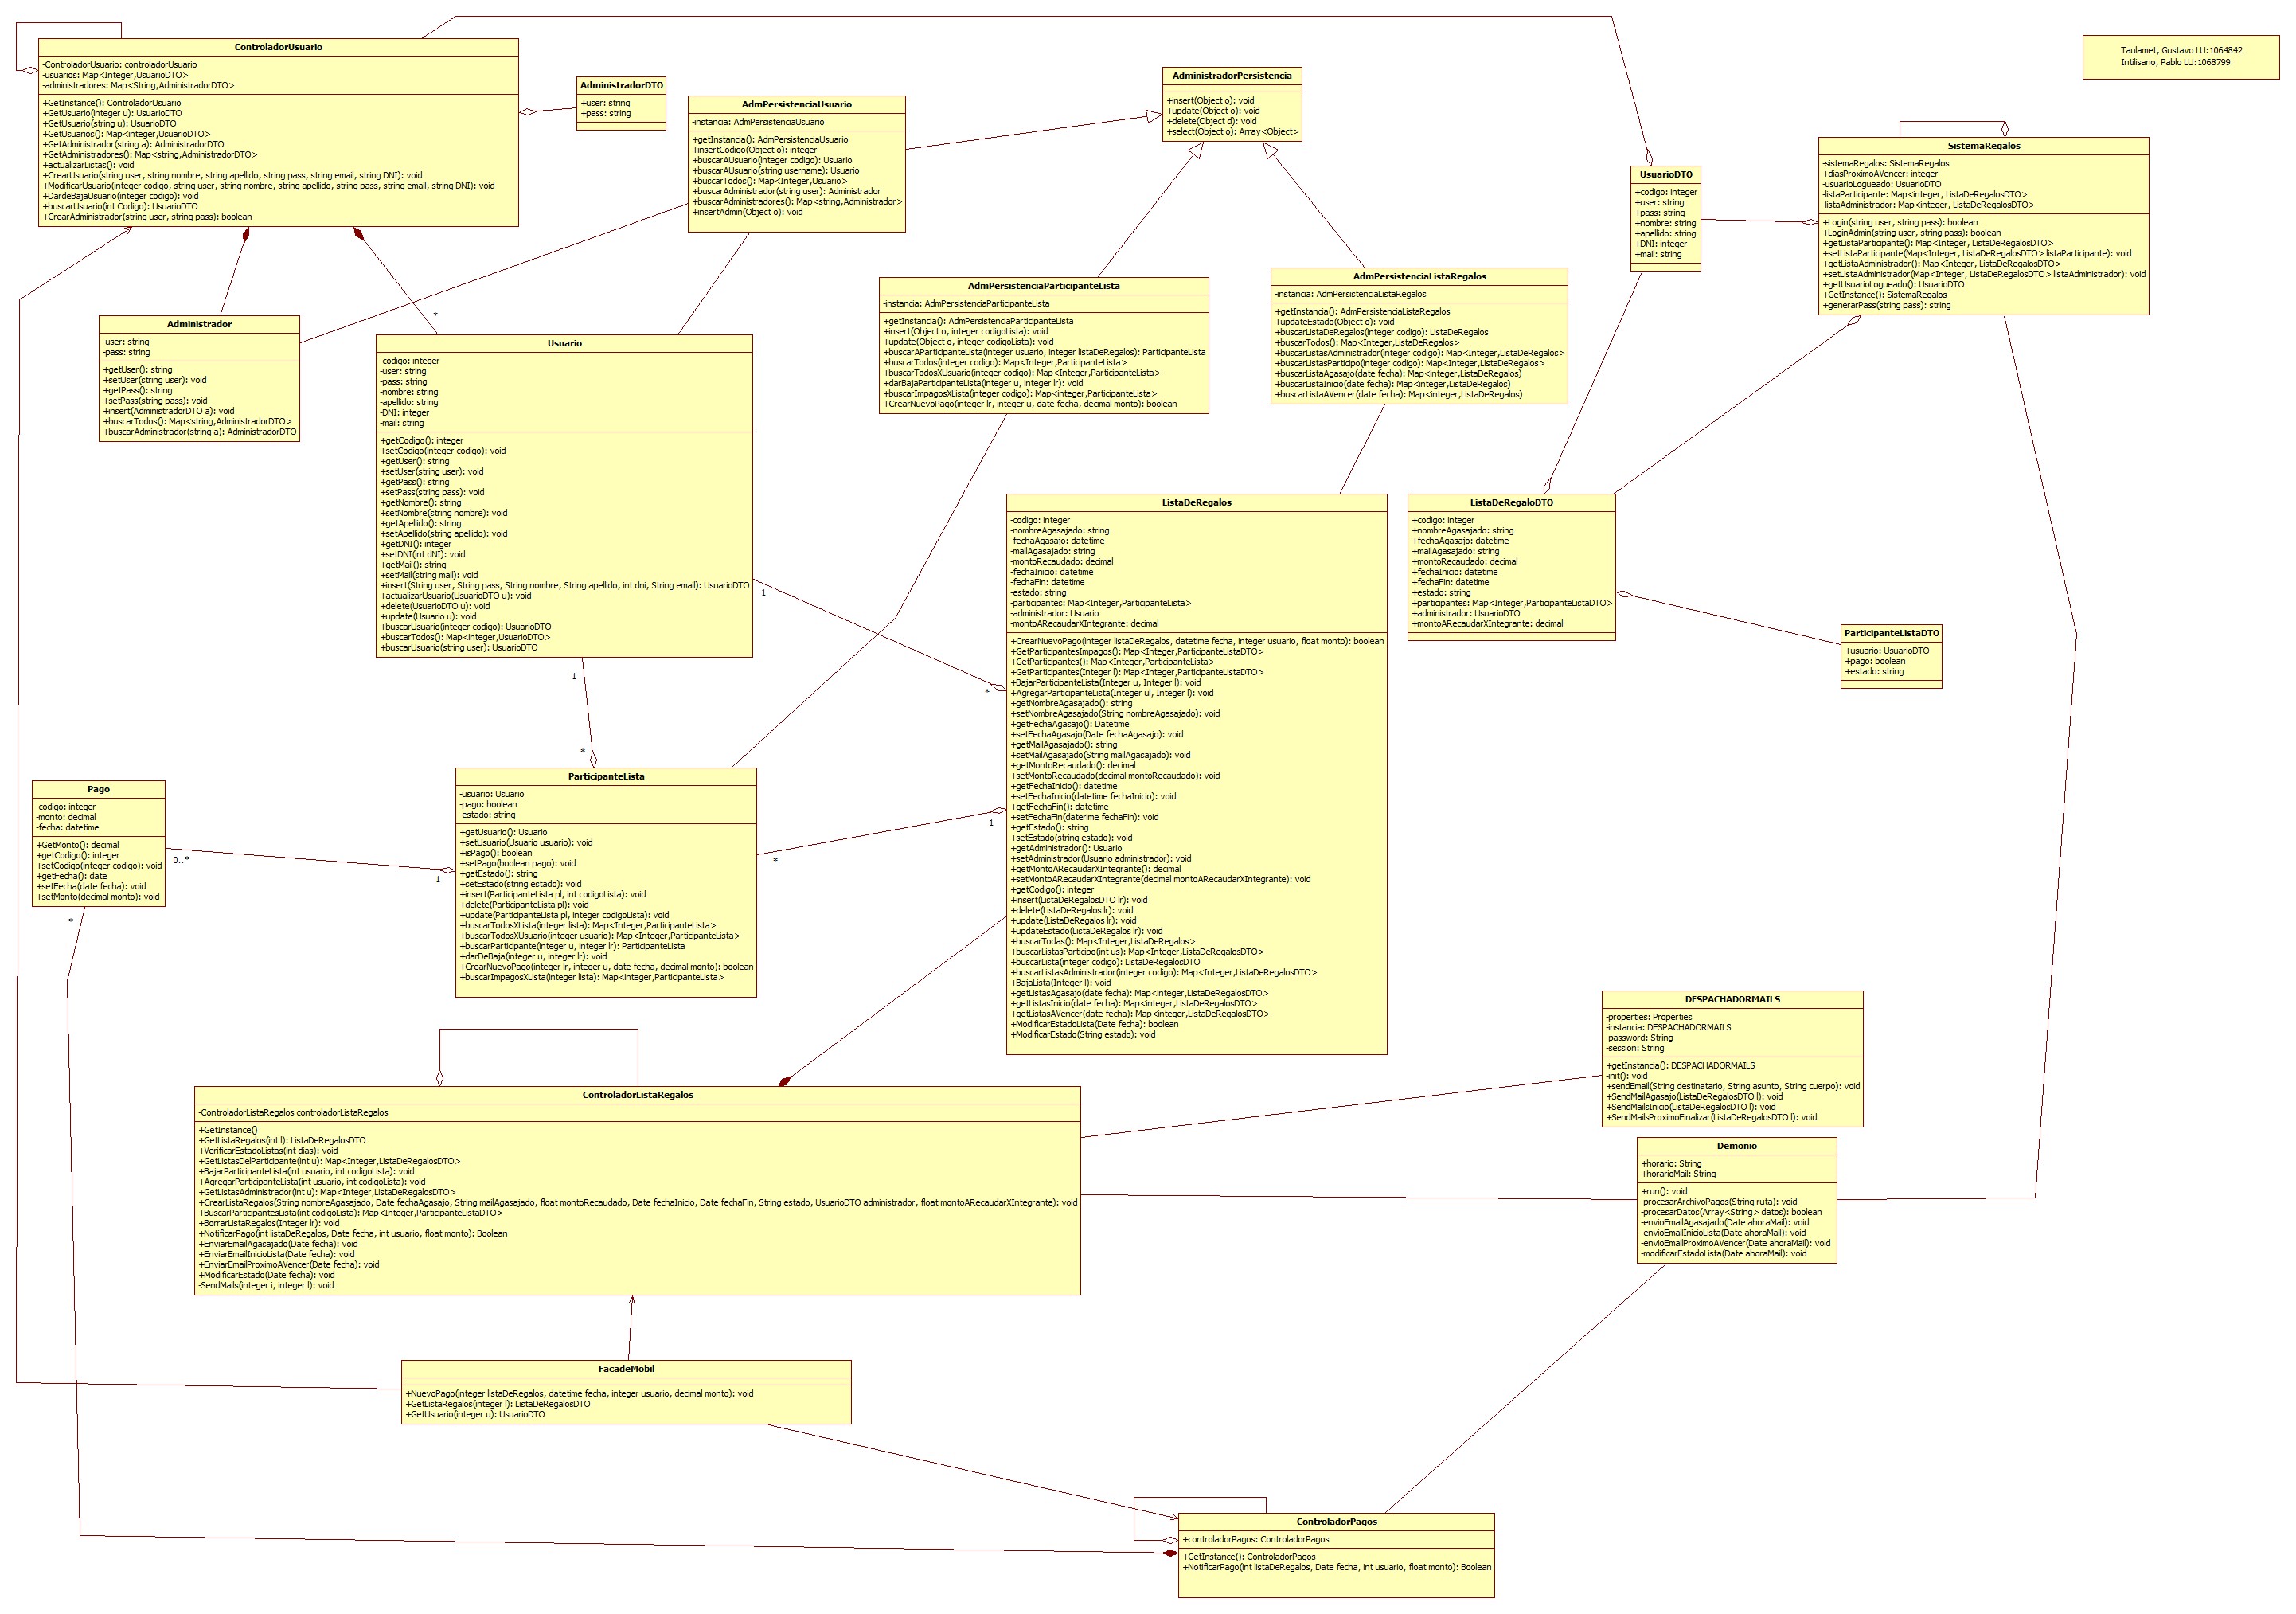 ControladorUsuario
-ControladorUsuario: controladorUsuario
-usuarios: Map<Integer,UsuarioDTO>
-administradores: Map<String,AdministradorDTO>
+GetInstance(): ControladorUsuario
+GetUsuario(integer u): UsuarioDTO
+GetUsuario(string u): UsuarioDTO
+GetUsuarios(): Map<integer,UsuarioDTO>
+GetAdministrador(string a): AdministradorDTO
+GetAdministradores(): Map<string,AdministradorDTO>
+actualizarListas(): void
+CrearUsuario(string user, string nombre, string apellido, string pass, string email, string DNI): void
+ModificarUsuario(integer codigo, string user, string nombre, string apellido, string pass, string email, string DNI): void
+DardeBajaUsuario(integer codigo): void
+buscarUsuario(int Codigo): UsuarioDTO
+CrearAdministrador(string user, string pass): boolean
AdministradorDTO
+user: string
+pass: string
AdmPersistenciaUsuario
-instancia: AdmPersistenciaUsuario
+getInstancia(): AdmPersistenciaUsuario
+insertCodigo(Object o): integer
+buscarAUsuario(integer codigo): Usuario
+buscarAUsuario(string username): Usuario
+buscarTodos(): Map<Integer,Usuario>
+buscarAdministrador(string user): Administrador
+buscarAdministradores(): Map<string,Administrador>
+insertAdmin(Object o): void
AdministradorPersistencia
+insert(Object o): void
+update(Object o): void
+delete(Object d): void
+select(Object o): Array<Object>
Taulamet, Gustavo LU:1064842
Intilisano, Pablo LU:1068799
UsuarioDTO
+codigo: integer
+user: string
+pass: string
+nombre: string
+apellido: string
+DNI: integer
+mail: string
SistemaRegalos
-sistemaRegalos: SistemaRegalos
+diasProximoAVencer: integer
-usuarioLogueado: UsuarioDTO
-listaParticipante: Map<integer, ListaDeRegalosDTO>
-listaAdministrador: Map<integer, ListaDeRegalosDTO>
+Login(string user, string pass): boolean
+LoginAdmin(string user, string pass): boolean
+getListaParticipante(): Map<Integer, ListaDeRegalosDTO>
+setListaParticipante(Map<Integer, ListaDeRegalosDTO> listaParticipante): void
+getListaAdministrador(): Map<Integer, ListaDeRegalosDTO>
+setListaAdministrador(Map<Integer, ListaDeRegalosDTO> listaAdministrador): void
+getUsuarioLogueado(): UsuarioDTO
+GetInstance(): SistemaRegalos
+generarPass(string pass): string
AdmPersistenciaParticipanteLista
-instancia: AdmPersistenciaParticipanteLista
+getInstancia(): AdmPersistenciaParticipanteLista
+insert(Object o, integer codigoLista): void
+update(Object o, integer codigoLista): void
+buscarAParticipanteLista(integer usuario, integer listaDeRegalos): ParticipanteLista
+buscarTodos(integer codigo): Map<Integer,ParticipanteLista>
+buscarTodosXUsuario(integer codigo): Map<Integer,ParticipanteLista>
+darBajaParticipanteLista(integer u, integer lr): void
+buscarImpagosXLista(integer codigo): Map<integer,ParticipanteLista>
+CrearNuevoPago(integer lr, integer u, date fecha, decimal monto): boolean
AdmPersistenciaListaRegalos
-instancia: AdmPersistenciaListaRegalos
+getInstancia(): AdmPersistenciaListaRegalos
+updateEstado(Object o): void
+buscarListaDeRegalos(integer codigo): ListaDeRegalos
+buscarTodos(): Map<Integer,ListaDeRegalos>
+buscarListasAdministrador(integer codigo): Map<Integer,ListaDeRegalos>
+buscarListasParticipo(integer codigo): Map<Integer,ListaDeRegalos>
+buscarListaAgasajo(date fecha): Map<integer,ListaDeRegalos)
+buscarListaInicio(date fecha): Map<integer,ListaDeRegalos)
+buscarListaAVencer(date fecha): Map<integer,ListaDeRegalos)
Administrador
-user: string
-pass: string
+getUser(): string
+setUser(string user): void
+getPass(): string
+setPass(string pass): void
+insert(AdministradorDTO a): void
+buscarTodos(): Map<string,AdministradorDTO>
+buscarAdministrador(string a): AdministradorDTO
*
Usuario
-codigo: integer
-user: string
-pass: string
-nombre: string
-apellido: string
-DNI: integer
-mail: string
+getCodigo(): integer
+setCodigo(integer codigo): void
+getUser(): string
+setUser(string user): void
+getPass(): string
+setPass(string pass): void
+getNombre(): string
+setNombre(string nombre): void
+getApellido(): string
+setApellido(string apellido): void
+getDNI(): integer
+setDNI(int dNI): void
+getMail(): string
+setMail(string mail): void
+insert(String user, String pass, String nombre, String apellido, int dni, String email): UsuarioDTO
+actualizarUsuario(UsuarioDTO u): void
+delete(UsuarioDTO u): void
+update(Usuario u): void
+buscarUsuario(integer codigo): UsuarioDTO
+buscarTodos(): Map<integer,UsuarioDTO>
+buscarUsuario(string user): UsuarioDTO
1
*
1
*
ListaDeRegalos
-codigo: integer
-nombreAgasajado: string
-fechaAgasajo: datetime
-mailAgasajado: string
-montoRecaudado: decimal
-fechaInicio: datetime
-fechaFin: datetime
-estado: string
-participantes: Map<Integer,ParticipanteLista>
-administrador: Usuario
-montoARecaudarXIntegrante: decimal
+CrearNuevoPago(integer listaDeRegalos, datetime fecha, integer usuario, float monto): boolean
+GetParticipantesImpagos(): Map<Integer,ParticipanteListaDTO>
+GetParticipantes(): Map<Integer,ParticipanteLista>
+GetParticipantes(Integer l): Map<Integer,ParticipanteListaDTO>
+BajarParticipanteLista(Integer u, Integer l): void
+AgregarParticipanteLista(Integer ul, Integer l): void
+getNombreAgasajado(): string
+setNombreAgasajado(String nombreAgasajado): void
+getFechaAgasajo(): Datetime
+setFechaAgasajo(Date fechaAgasajo): void
+getMailAgasajado(): string
+setMailAgasajado(String mailAgasajado): void
+getMontoRecaudado(): decimal
+setMontoRecaudado(decimal montoRecaudado): void
+getFechaInicio(): datetime
+setFechaInicio(datetime fechaInicio): void
+getFechaFin(): datetime
+setFechaFin(daterime fechaFin): void
+getEstado(): string
+setEstado(string estado): void
+getAdministrador(): Usuario
+setAdministrador(Usuario administrador): void
+getMontoARecaudarXIntegrante(): decimal
+setMontoARecaudarXIntegrante(decimal montoARecaudarXIntegrante): void
+getCodigo(): integer
+insert(ListaDeRegalosDTO lr): void
+delete(ListaDeRegalos lr): void
+update(ListaDeRegalos lr): void
+updateEstado(ListaDeRegalos lr): void
+buscarTodas(): Map<Integer,ListaDeRegalos>
+buscarListasParticipo(int us): Map<Integer,ListaDeRegalosDTO>
+buscarLista(integer codigo): ListaDeRegalosDTO
+buscarListasAdministrador(integer codigo): Map<Integer,ListaDeRegalosDTO>
+BajaLista(Integer l): void
+getListasAgasajo(date fecha): Map<integer,ListaDeRegalosDTO>
+getListasInicio(date fecha): Map<integer,ListaDeRegalosDTO>
+getListasAVencer(date fecha): Map<integer,ListaDeRegalosDTO>
+ModificarEstadoLista(Date fecha): boolean
+ModificarEstado(String estado): void
ListaDeRegaloDTO
+codigo: integer
+nombreAgasajado: string
+fechaAgasajo: datetime
+mailAgasajado: string
+montoRecaudado: decimal
+fechaInicio: datetime
+fechaFin: datetime
+estado: string
+participantes: Map<Integer,ParticipanteListaDTO>
+administrador: UsuarioDTO
+montoARecaudarXIntegrante: decimal
ParticipanteListaDTO
+usuario: UsuarioDTO
+pago: boolean
+estado: string
Pago
-codigo: integer
-monto: decimal
-fecha: datetime
+GetMonto(): decimal
+getCodigo(): integer
+setCodigo(integer codigo): void
+getFecha(): date
+setFecha(date fecha): void
+setMonto(decimal monto): void
0..*
1
*
ParticipanteLista
-usuario: Usuario
-pago: boolean
-estado: string
+getUsuario(): Usuario
+setUsuario(Usuario usuario): void
+isPago(): boolean
+setPago(boolean pago): void
+getEstado(): string
+setEstado(string estado): void
+insert(ParticipanteLista pl, int codigoLista): void
+delete(ParticipanteLista pl): void
+update(ParticipanteLista pl, integer codigoLista): void
+buscarTodosXLista(integer lista): Map<Integer,ParticipanteLista>
+buscarTodosXUsuario(integer usuario): Map<Integer,ParticipanteLista>
+buscarParticipante(integer u, integer lr): ParticipanteLista
+darDeBaja(integer u, integer lr): void
+CrearNuevoPago(integer lr, integer u, date fecha, decimal monto): boolean
+buscarImpagosXLista(integer lista): Map<integer,ParticipanteLista>
1
*
DESPACHADORMAILS
-properties: Properties
-instancia: DESPACHADORMAILS
-password: String
-session: String
+getInstancia(): DESPACHADORMAILS
-init(): void
+sendEmail(String destinatario, String asunto, String cuerpo): void
+SendMailAgasajo(ListaDeRegalosDTO l): void
+SendMailsInicio(ListaDeRegalosDTO l): void
+SendMailsProximoFinalizar(ListaDeRegalosDTO l): void
ControladorListaRegalos
-ControladorListaRegalos controladorListaRegalos
+GetInstance()
+GetListaRegalos(int l): ListaDeRegalosDTO
+VerificarEstadoListas(int dias): void
+GetListasDelParticipante(int u): Map<Integer,ListaDeRegalosDTO>
+BajarParticipanteLista(int usuario, int codigoLista): void
+AgregarParticipanteLista(int usuario, int codigoLista): void
+GetListasAdministrador(int u): Map<Integer,ListaDeRegalosDTO>
+CrearListaRegalos(String nombreAgasajado, Date fechaAgasajo, String mailAgasajado, float montoRecaudado, Date fechaInicio, Date fechaFin, String estado, UsuarioDTO administrador, float montoARecaudarXIntegrante): void
+BuscarParticipantesLista(int codigoLista): Map<Integer,ParticipanteListaDTO>
+BorrarListaRegalos(Integer lr): void
+NotificarPago(int listaDeRegalos, Date fecha, int usuario, float monto): Boolean
+EnviarEmailAgasajado(Date fecha): void
+EnviarEmailInicioLista(Date fecha): void
+EnviarEmailProximoAVencer(Date fecha): void
+ModificarEstado(Date fecha): void
-SendMails(integer i, integer l): void
Demonio
+horario: String
+horarioMail: String
+run(): void
-procesarArchivoPagos(String ruta): void
-procesarDatos(Array<String> datos): boolean
-envioEmailAgasajado(Date ahoraMail): void
-envioEmailInicioLista(Date ahoraMail): void
-envioEmailProximoAVencer(Date ahoraMail): void
-modificarEstadoLista(Date ahoraMail): void
FacadeMobil
+NuevoPago(integer listaDeRegalos, datetime fecha, integer usuario, decimal monto): void
+GetListaRegalos(integer l): ListaDeRegalosDTO
+GetUsuario(integer u): UsuarioDTO
ControladorPagos
+controladorPagos: ControladorPagos
+GetInstance(): ControladorPagos
+NotificarPago(int listaDeRegalos, Date fecha, int usuario, float monto): Boolean